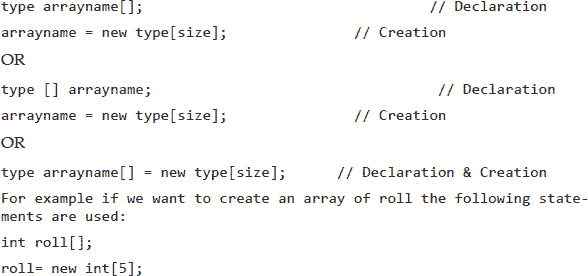 type arrayname[]; // Declaration
arrayname = new type[size]; // Creation
OR
type [] arrayname; // Declaration
arrayname = new type[size]; // Creation
OR
type arrayname[] = new type[size]; // Declaration & Creation
For example if we want to create an array of roll the following state-
ments are used:
int roll[];
roll= new int[5];